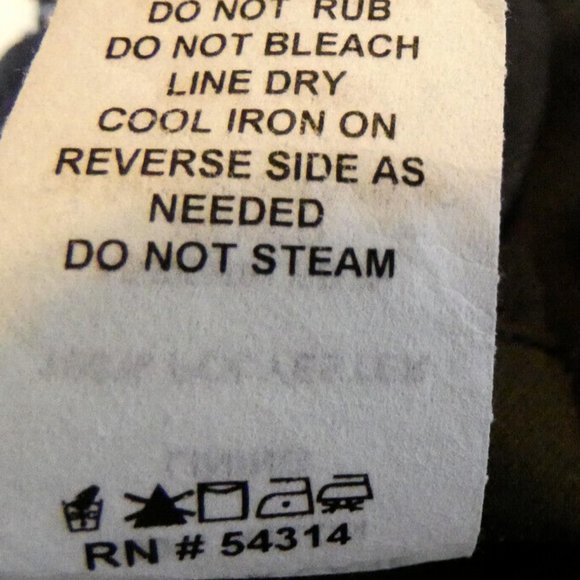 DO NOT RUB
DO NOT BLEACH
LINE DRY
COOL IRON ON
REVERSE SIDE AS
NEEDED
DO NOT STEAM
RN # 54314